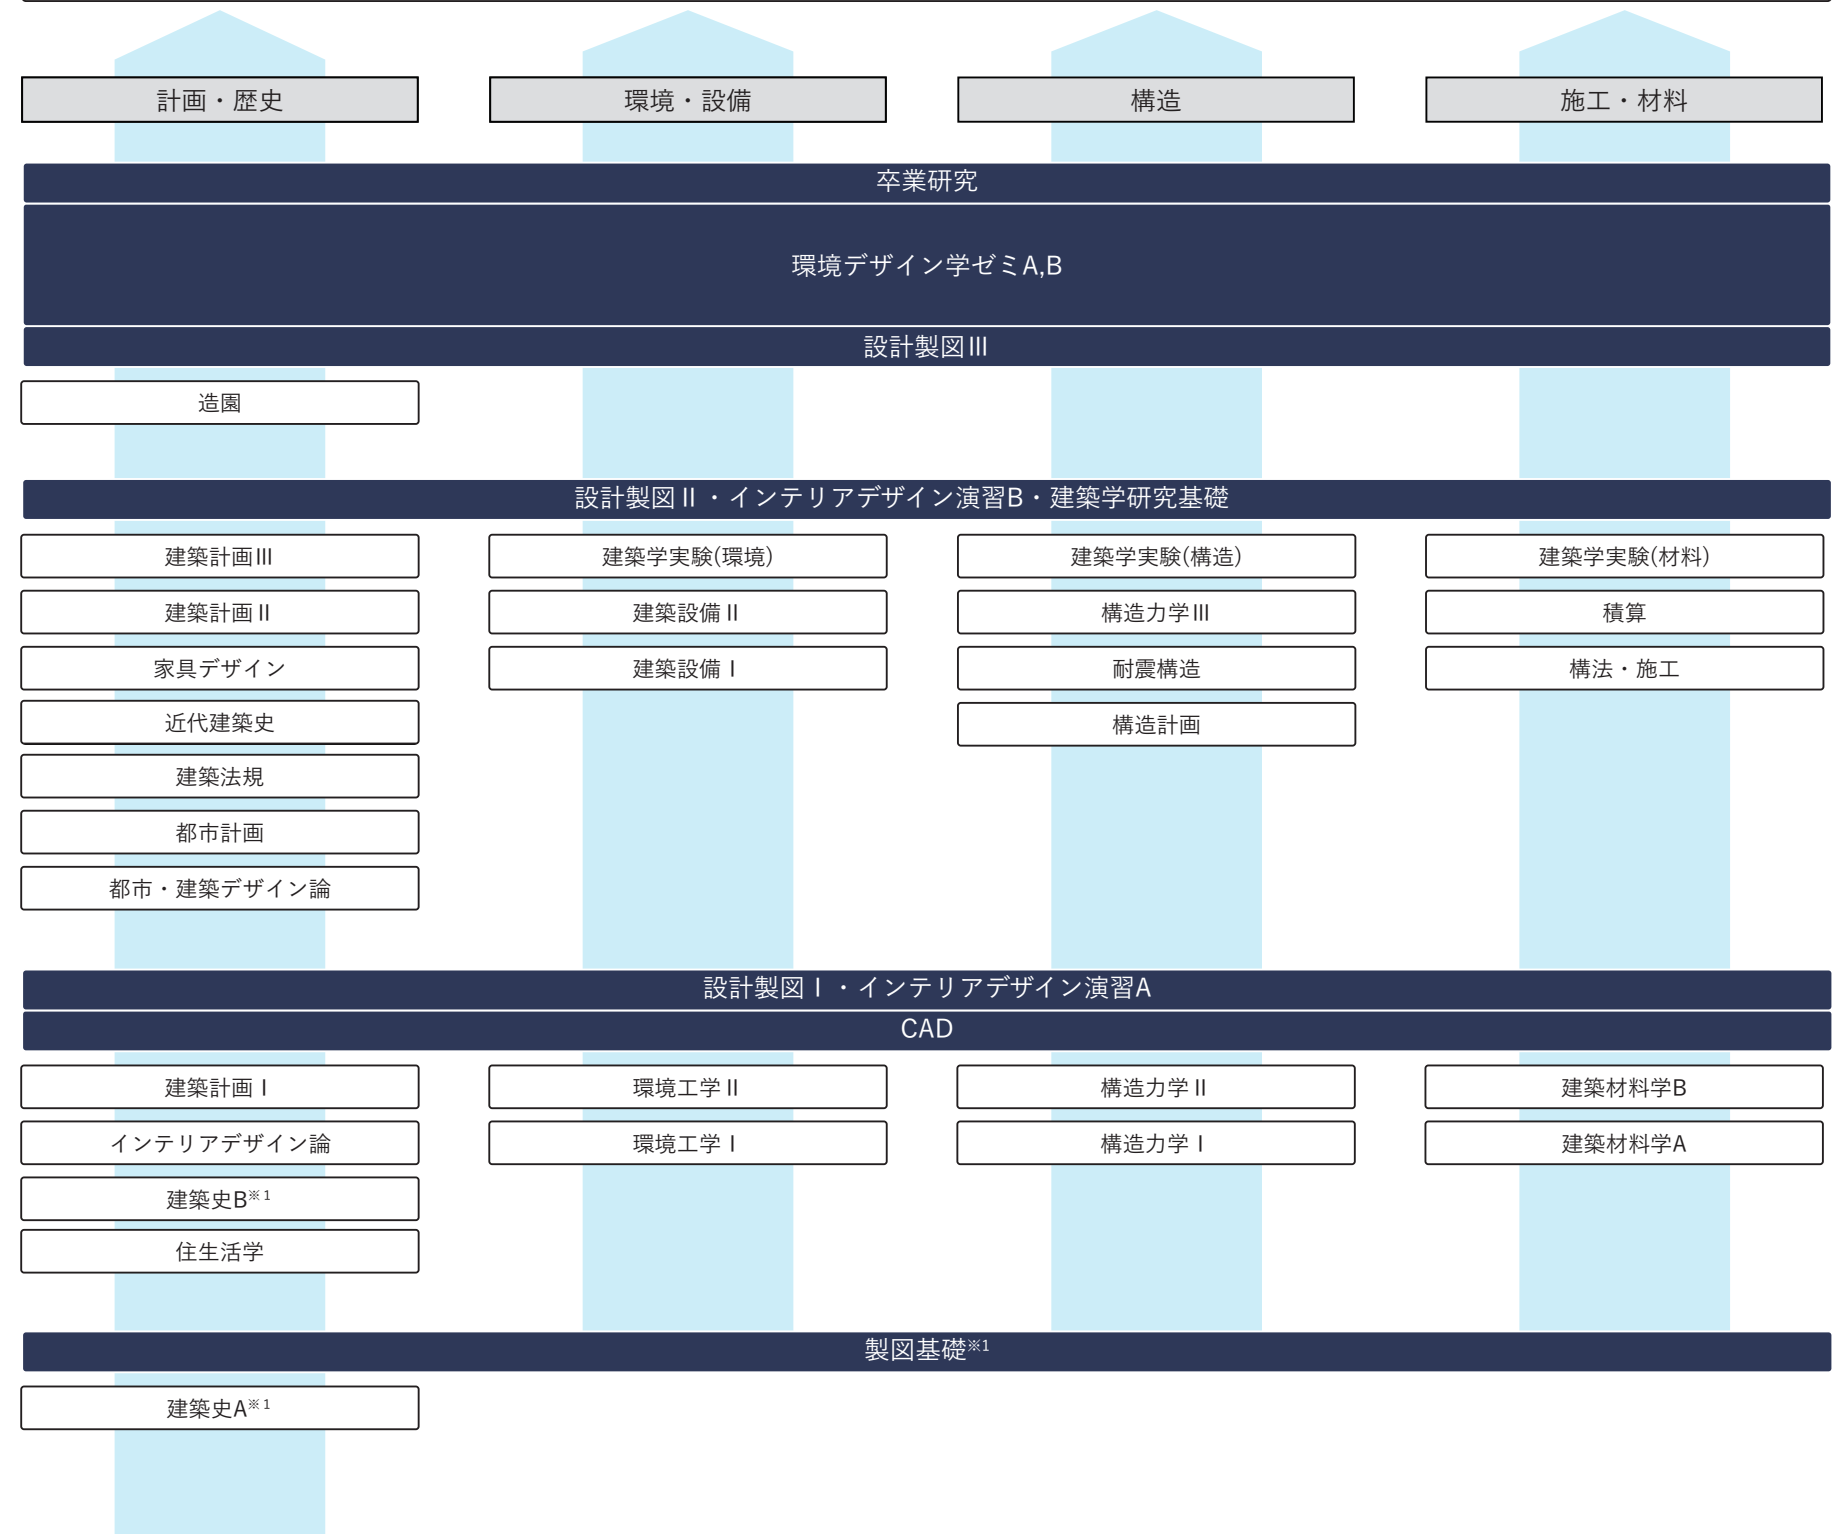 計画・歴史
環境・設備
構造
施工・材料
卒業研究
環境デザイン学ゼミA,B
設計製図Ⅲ
造園
設計製図Ⅱ・インテリアデザイン演習B・建築学研究基礎
建築計画Ⅲ
建築学実験(環境)
建築学実験(構造)
建築学実験(材料)
建築計画Ⅱ
建築設備Ⅱ
構造力学Ⅲ
積算
家具デザイン
建築設備Ⅰ
耐震構造
構法・施工
近代建築史
構造計画
建築法規
都市計画
都市・建築デザイン論
設計製図Ⅰ・インテリアデザイン演習A
CAD
建築計画Ⅰ
環境工学Ⅱ
構造力学Ⅱ
建築材料学B
インテリアデザイン論
環境工学Ⅰ
構造力学Ⅰ
建築材料学A
建築史B※1
住生活学
製図基礎※1
建築史A※1